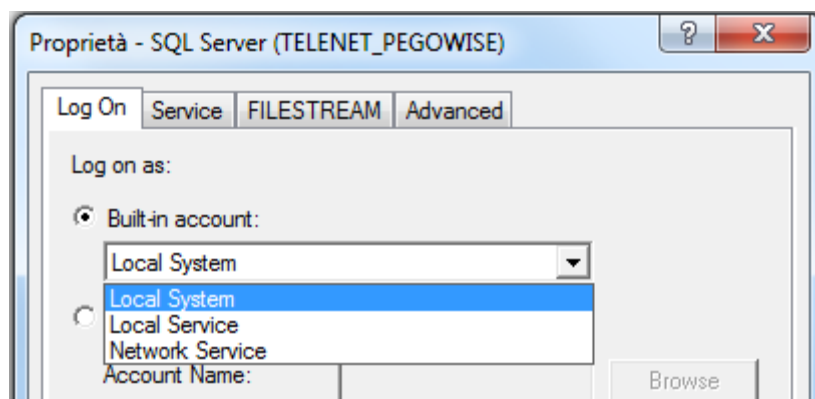 Proprietà - SQL Server (TELENET_PEGOWISE)
Log On Service FILESTREAM Advanced
Log on as:
Built-in account:
Local System
Local System
Local Service
Network Service
Account Name:
Browse